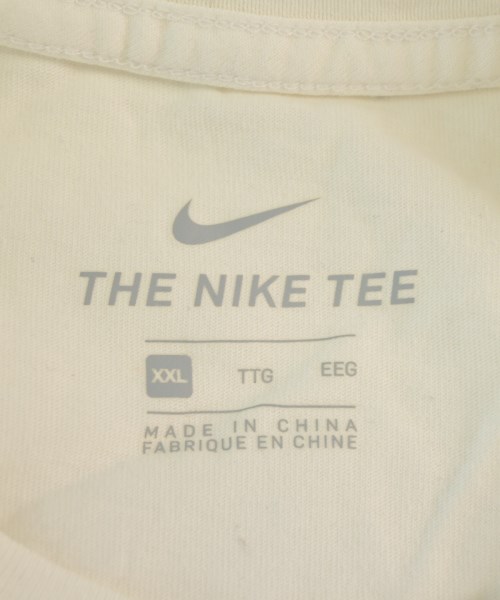 THE NIKE TEE
XXL TTG EEG
MADE IN CHINA
FABRIQUE EN CHINE